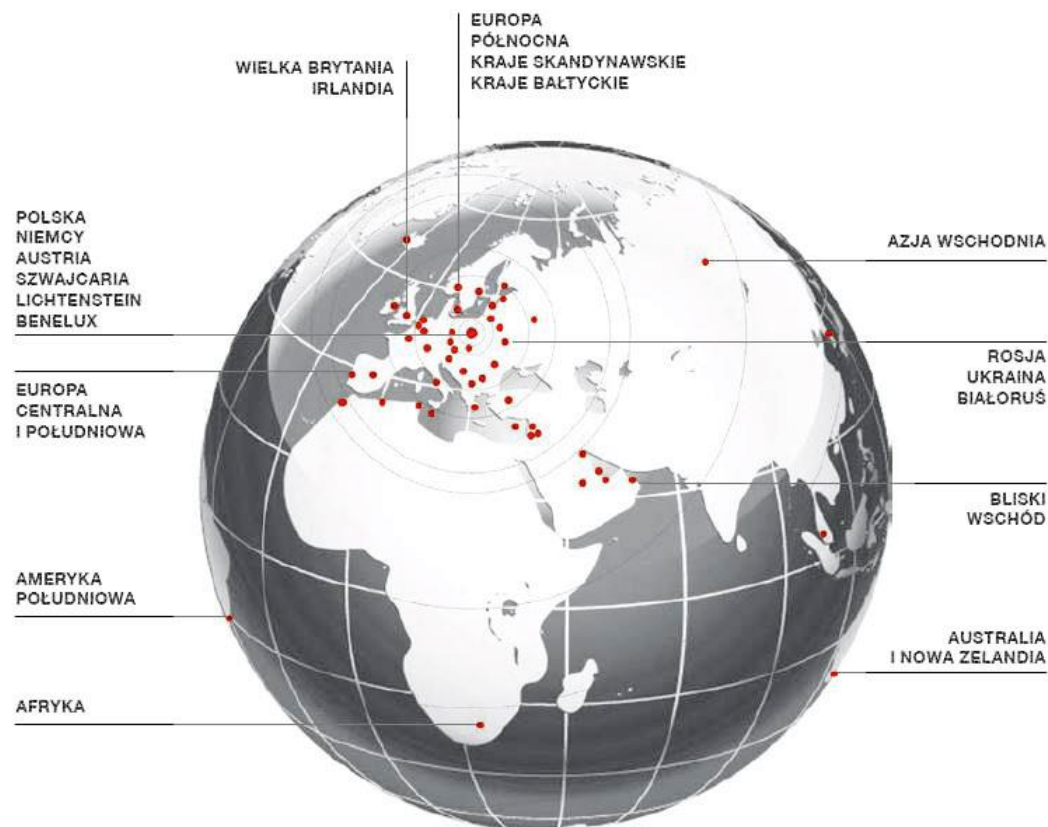 EUROPA
PÓŁNOCNA
KRAJE SKANDYNAWSKIE
KRAJE BAŁTYCKIE
WIELKA BRYTANIA
IRLANDIA
POLSKA
NIEMCY
AUSTRIA
SZWAJCARIA
LICHTENSTEIN
BENELUX
AZJA WSCHODNIA
EUROPA
CENTRALNA
I POŁUDNIOWA
ROSJA
UKRAINA
BIAŁORUŚ
BLISKI
WSCHÓD
AMERYKA
POŁUDNIOWA
AUSTRALIA
I NOWA ZELANDIA
AFRYKA